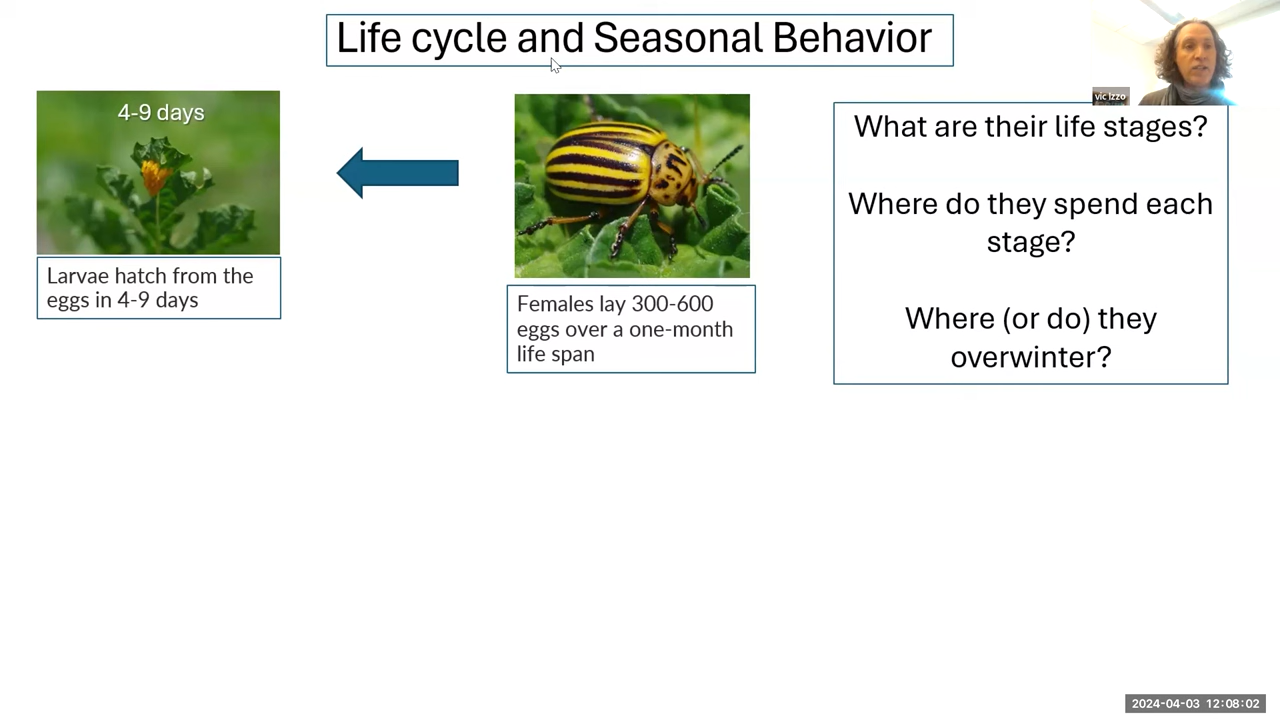 Life cycle and Seasonal Behavior
4-9 days
Larvae hatch from the
eggs in 4-9 days
Females lay 300-600
eggs over a one-month
life span
vic Izzo
What are their life stages?
Where do they spend each
stage?
Where (or do) they
overwinter?
2024-04-03 12:08:02